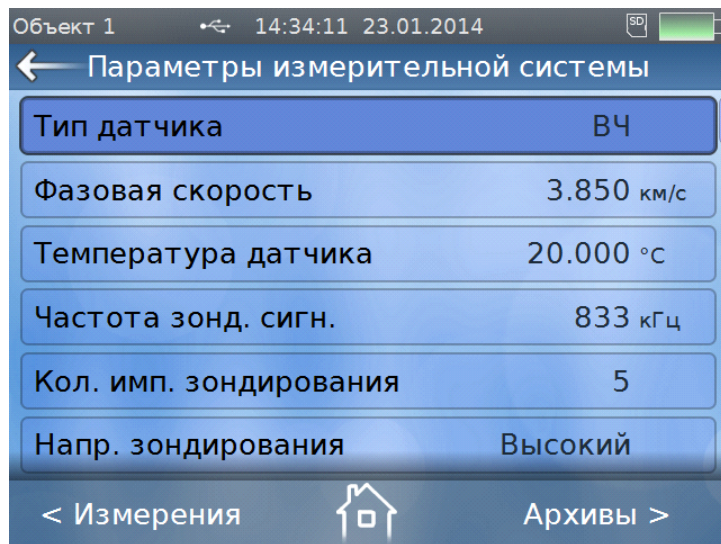 Объект 1 14:34:11 23.01.2014 SD
Параметры измерительной системы
Тип датчика ВЧ
Фазовая скорость 3.850 км/с
Температура датчика 20.000 °С
Частота зонд. сигн. 833 кГц
Кол. имп. зондирования 5
Напр. зондирования Высокий
< Измерения Архивы >